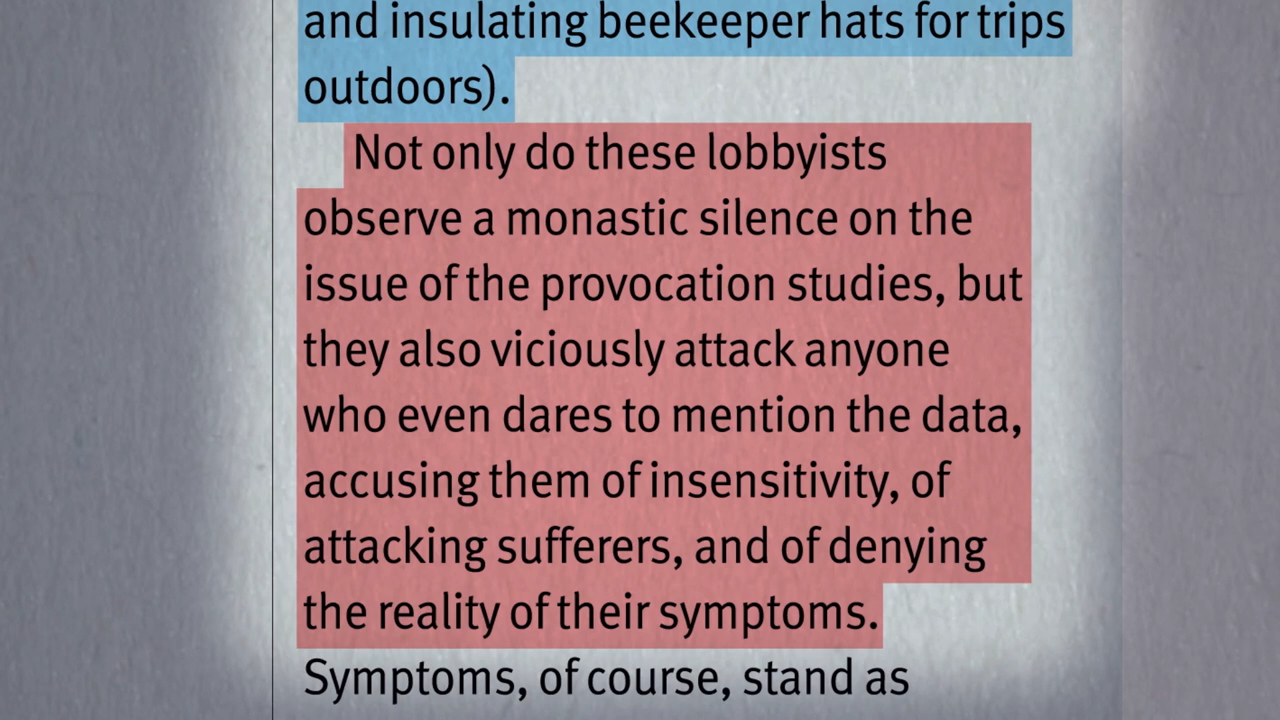 and insulating beekeeper hats for trips
outdoors).
Not only do these lobbyists
observe a monastic silence on the
issue of the provocation studies, but
they also viciously attack anyone
who even dares to mention the data,
accusing them of insensitivity, of
attacking sufferers, and of denying
the reality of their symptoms.
Symptoms, of course, stand as